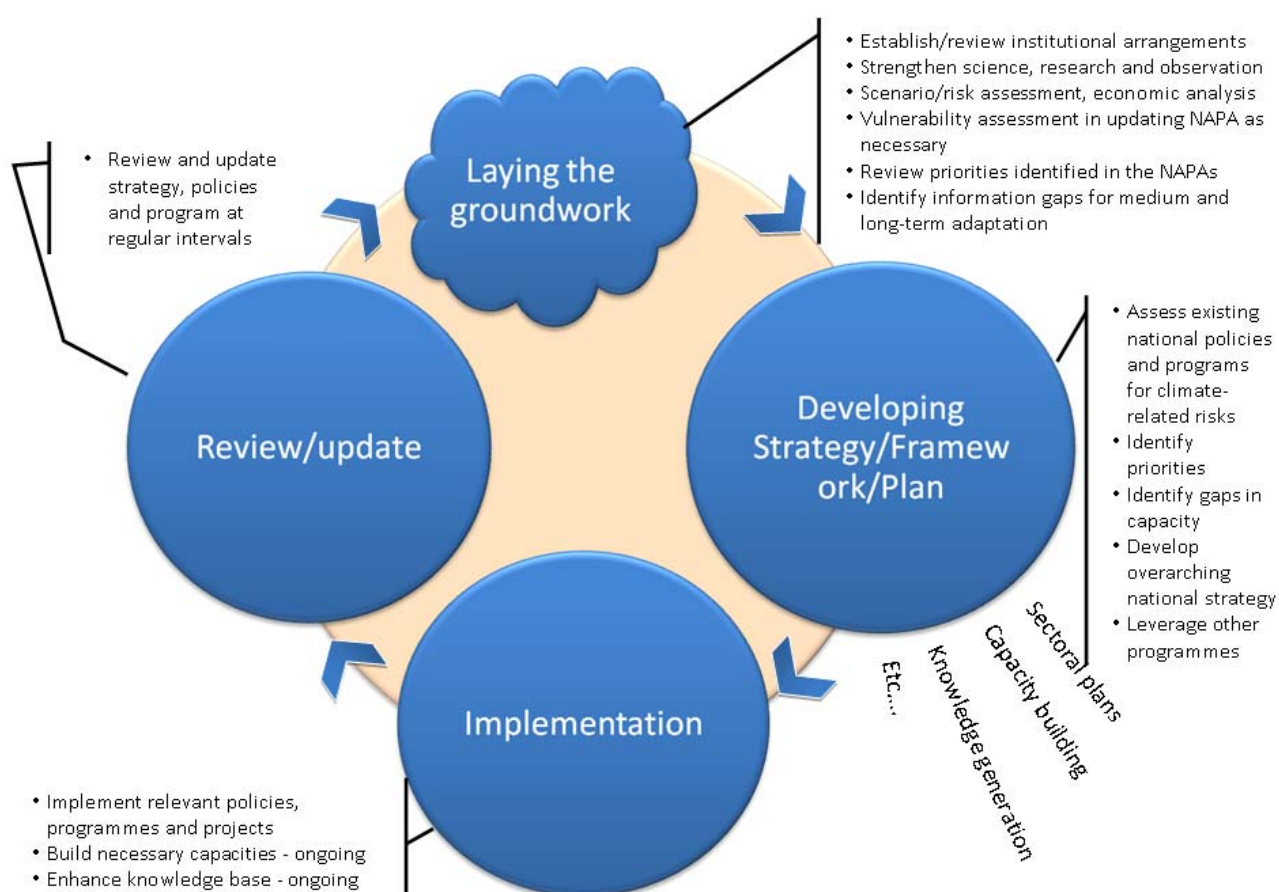 Laying the
groundwork
• Establish/review institutional arrangements
• Strengthen science, research and observation
• Scenario/risk assessment, economic analysis
• Vulnerability assessment in updating NAPA as
necessary
• Review priorities identified in the NAPAs
• Identify information gaps for medium and
long-term adaptation
Developing
Strategy/Framew
ork/Plan
• Assess existing
national policies
and programs
for climate-
related risks
• Identify
priorities
• Identify gaps in
capacity
• Develop
overarching
national strategy
• Leverage other
programmes
Sectoral plans
Capacity building
Knowledge generation
Etc,...
Implementation
• Implement relevant policies,
programmes and projects
• Build necessary capacities - ongoing
• Enhance knowledge base - ongoing
Review/update
• Review and update
strategy, policies
and program at
regular intervals